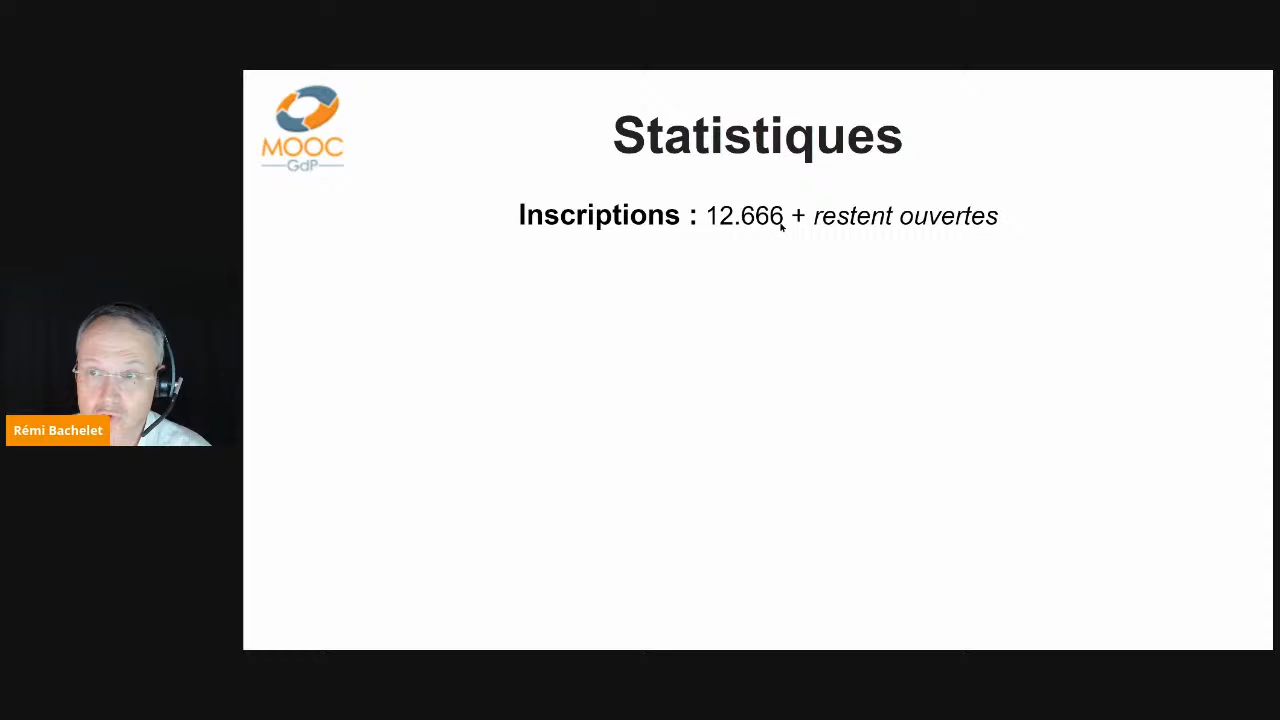 MOOC
GdP
Statistiques
Inscriptions : 12.666 + restent ouvertes
Rémi Bachelet